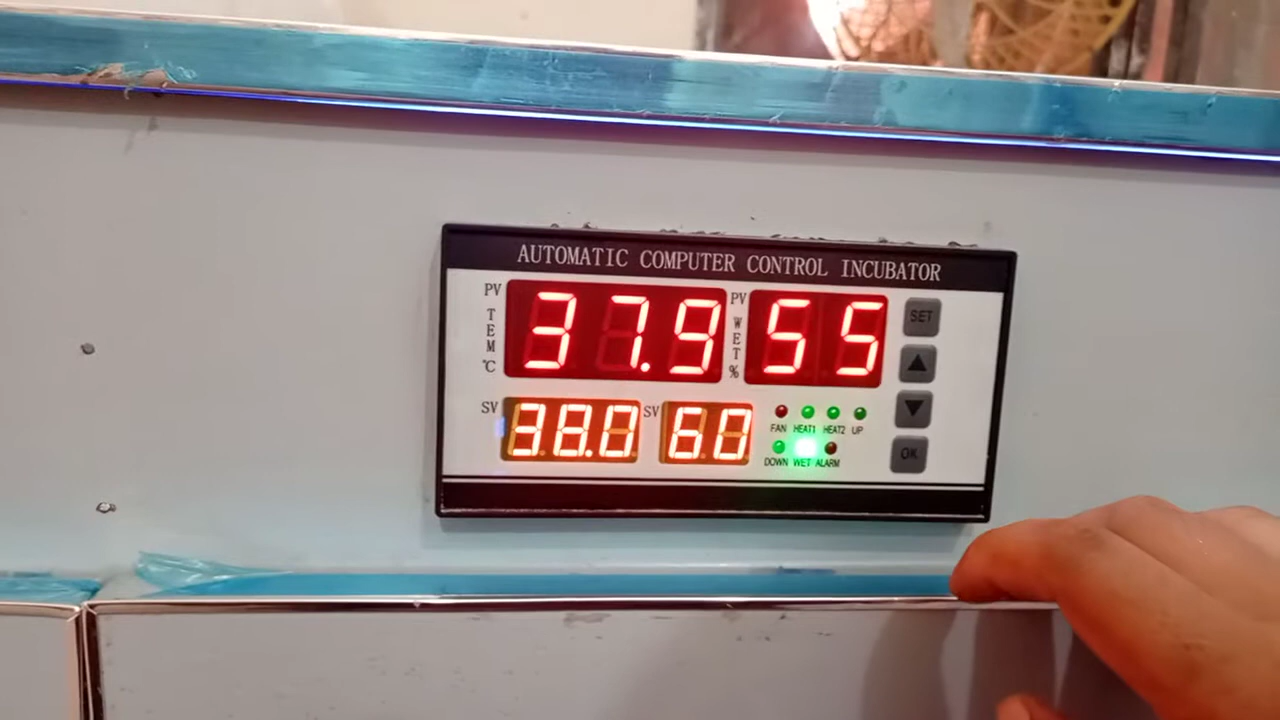 AUTOMATIC COMPUTER CONTROL INCUBATOR
PV TEM °C 37.9 PV WET % 55 SET
SV 38.0 SV 60
FAN HEAT1 HEAT2 UP
DOWN WET ALARM
OK